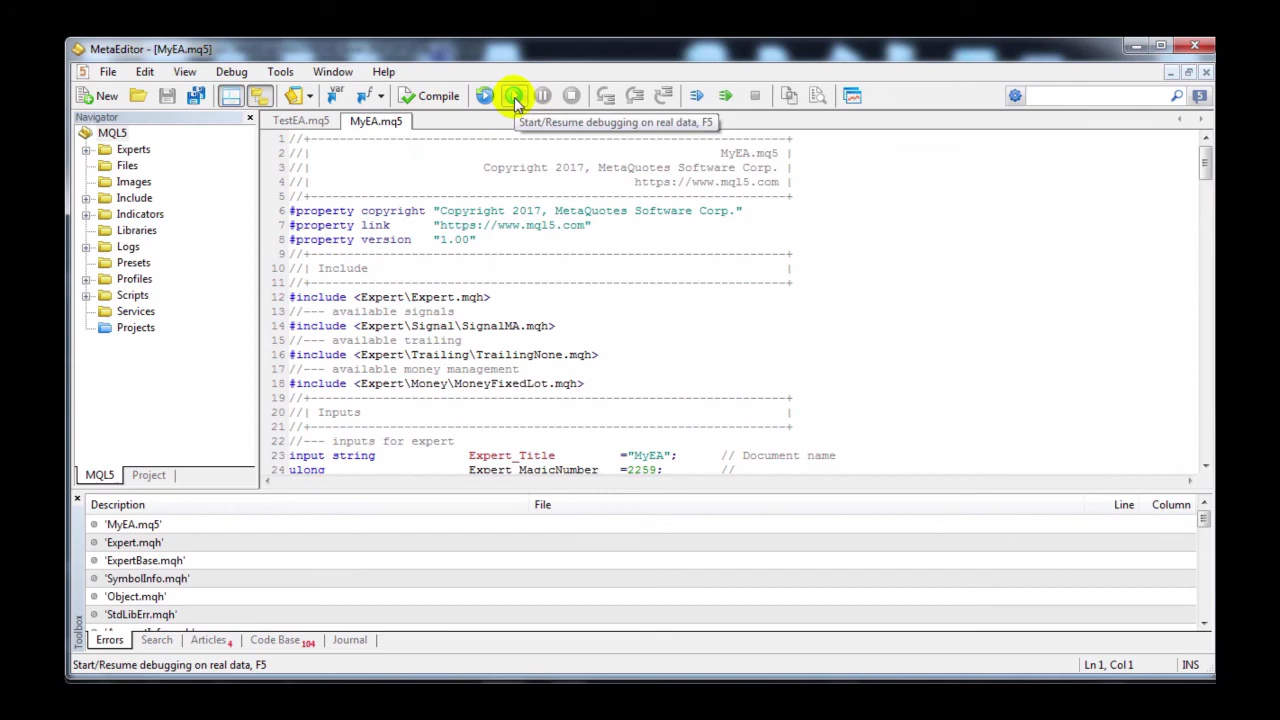 MetaEditor - [MyEA.mq5]
5 File Edit View Debug Tools Window Help
New var f Compile 5
Start/Resume debugging on real data, F5
Navigator
TestEA.mq5 MyEA.mq5
MQL5
Experts
Files
Images
Include
Indicators
Libraries
Logs
Presets
Profiles
Scripts
Services
Projects
MQL5 Project
1 //+------------------------------------------------------------------+
2 //| MyEA.mq5 |
3 //| Copyright 2017, MetaQuotes Software Corp. |
4 //| https://www.mql5.com |
5 //+------------------------------------------------------------------+
6 #property copyright "Copyright 2017, MetaQuotes Software Corp."
7 #property link "https://www.mql5.com"
8 #property version "1.00"
9 //+------------------------------------------------------------------+
10 //| Include |
11 //+------------------------------------------------------------------+
12 #include <Expert\Expert.mqh>
13 //--- available signals
14 #include <Expert\Signal\SignalMA.mqh>
15 //--- available trailing
16 #include <Expert\Trailing\TrailingNone.mqh>
17 //--- available money management
18 #include <Expert\Money\MoneyFixedLot.mqh>
19 //+------------------------------------------------------------------+
20 //| Inputs |
21 //+------------------------------------------------------------------+
22 //--- inputs for expert
23 input string Expert_Title ="MyEA"; // Document name
24 ulong Expert_MagicNumber =2259; //
Description File Line Column
'MyEA.mq5'
'Expert.mqh'
'ExpertBase.mqh'
'SymbolInfo.mqh'
'Object.mqh'
'StdLibErr.mqh'
Toolbox
Errors Search Articles 4 Code Base 104 Journal
Start/Resume debugging on real data, F5 Ln 1, Col 1 INS